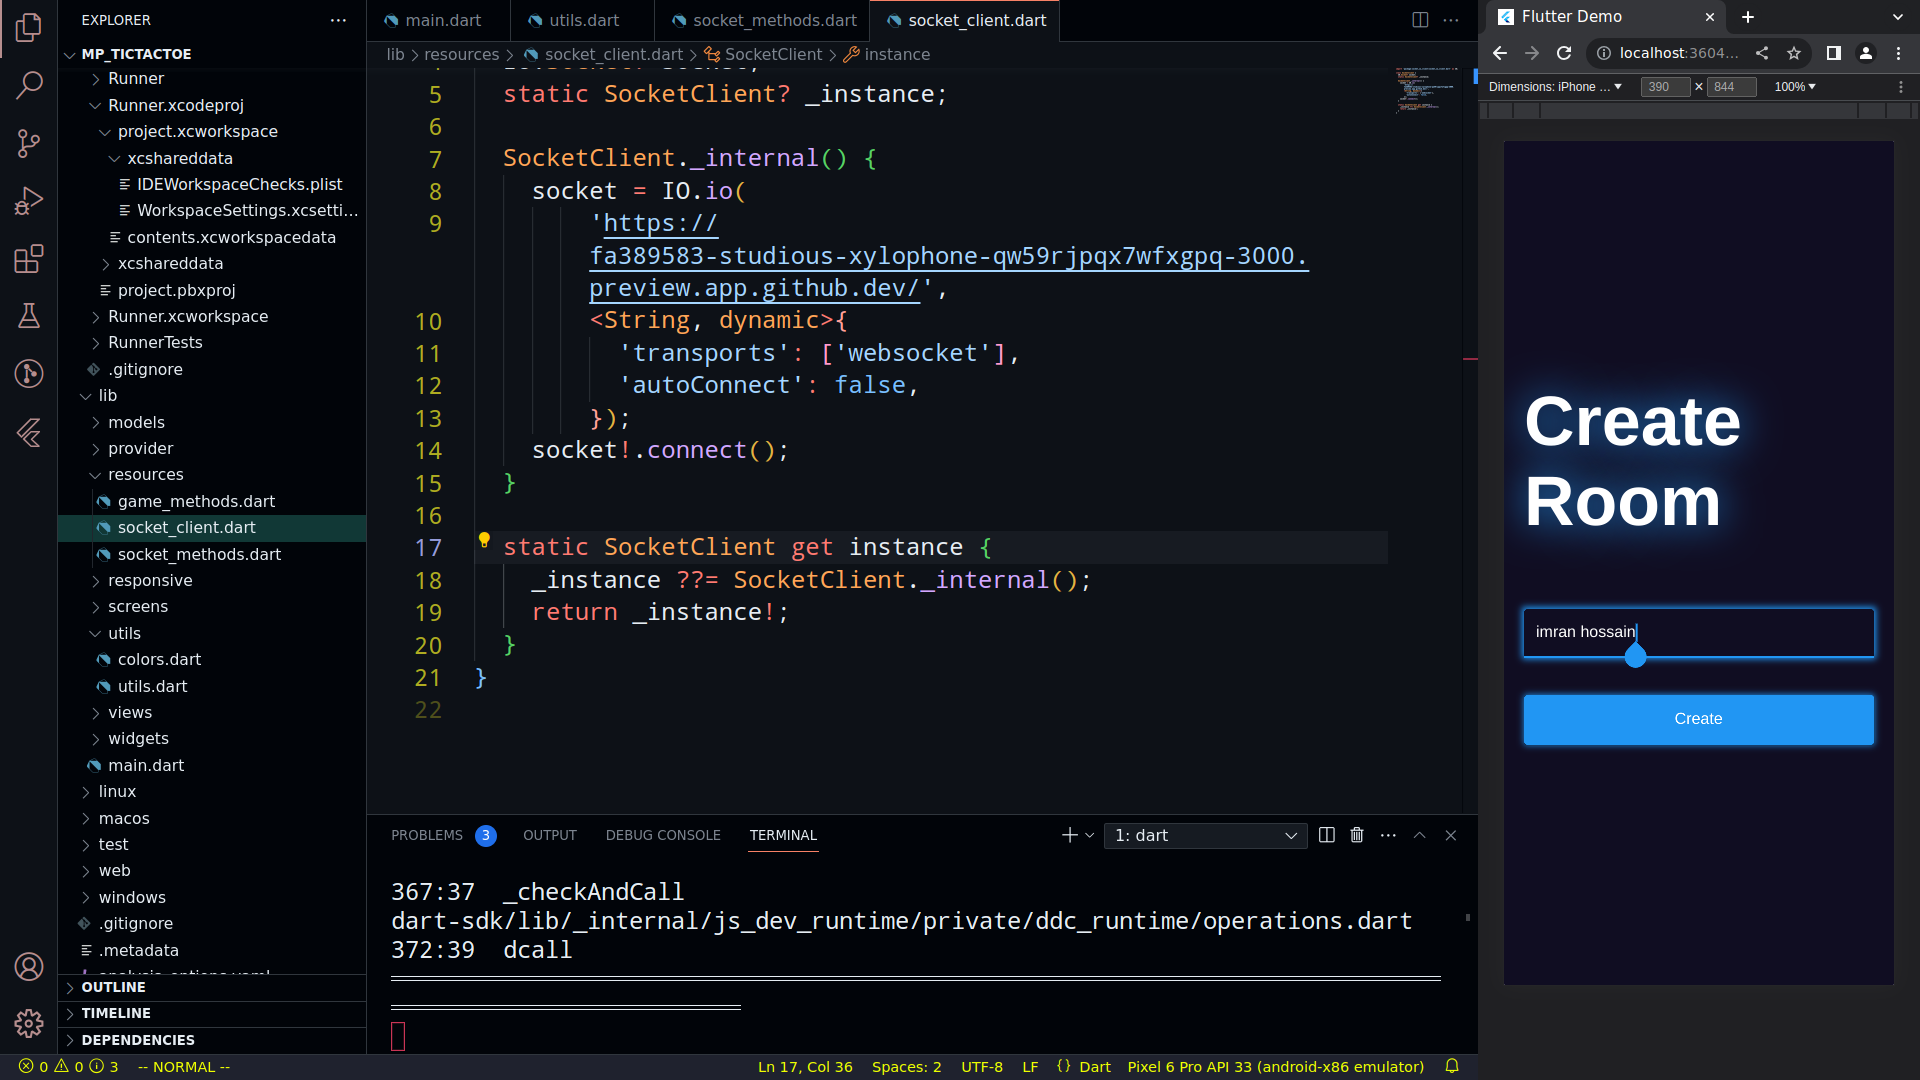 EXPLORER
MP_TICTACTOE
Runner
Runner.xcodeproj
project.xcworkspace
xcshareddata
IDEWorkspaceChecks.plist
WorkspaceSettings.xcsetti...
contents.xcworkspacedata
xcshareddata
project.pbxproj
Runner.xcworkspace
RunnerTests
.gitignore
lib
models
provider
resources
game_methods.dart
socket_client.dart
socket_methods.dart
responsive
screens
utils
colors.dart
utils.dart
views
widgets
main.dart
linux
macos
test
web
windows
.gitignore
.metadata
OUTLINE
TIMELINE
DEPENDENCIES
main.dart
utils.dart
socket_methods.dart
socket_client.dart
lib > resources > socket_client.dart > SocketClient > instance
5 static SocketClient? _instance;
6
7 SocketClient._internal() {
8 socket = IO.io(
9 'https://
fa389583-studious-xylophone-qw59rjpqx7wfxgpq-3000.
preview.app.github.dev/',
10 <String, dynamic>{
11 'transports': ['websocket'],
12 'autoConnect': false,
13 });
14 socket!.connect();
15 }
16
17 static SocketClient get instance {
18 _instance ??= SocketClient._internal();
19 return _instance!;
20 }
21 }
22
PROBLEMS 3 OUTPUT DEBUG CONSOLE TERMINAL
1: dart
367:37 _checkAndCall
dart-sdk/lib/_internal/js_dev_runtime/private/ddc_runtime/operations.dart
372:39 dcall
0 0 3 -- NORMAL --
Ln 17, Col 36 Spaces: 2 UTF-8 LF {} Dart Pixel 6 Pro API 33 (android-x86 emulator)
Flutter Demo
localhost:3604...
Dimensions: iPhone ... 390 × 844 100%
Create
Room
imran hossain
Create